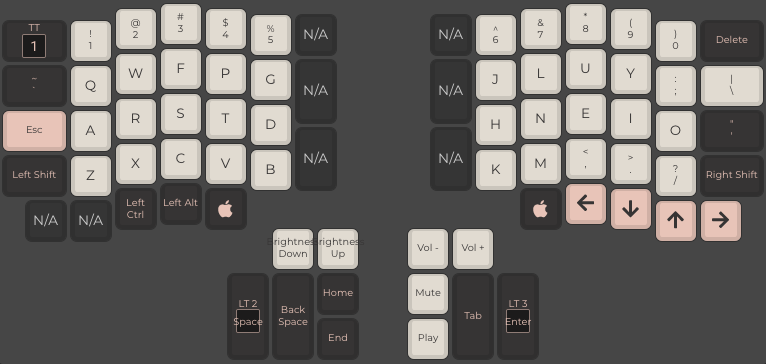 TT
1
!
1
@
2
#
3
$
4
%
5
N/A
N/A
^
6
&
7
*
8
(
9
)
0
Delete
~
`
Q
W
F
P
G
N/A
N/A
J
L
U
Y
:
;
|
\
Esc
A
R
S
T
D
H
N
E
I
O
"
'
Left Shift
Z
X
C
V
B
N/A
N/A
K
M
<
,
>
.
?
/
Right Shift
N/A
N/A
Left
Ctrl
Left Alt
Brightness
Down
Brightness
Up
Vol -
Vol +
LT 2
Space
Back
Space
Home
End
Mute
Play
Tab
LT 3
Enter